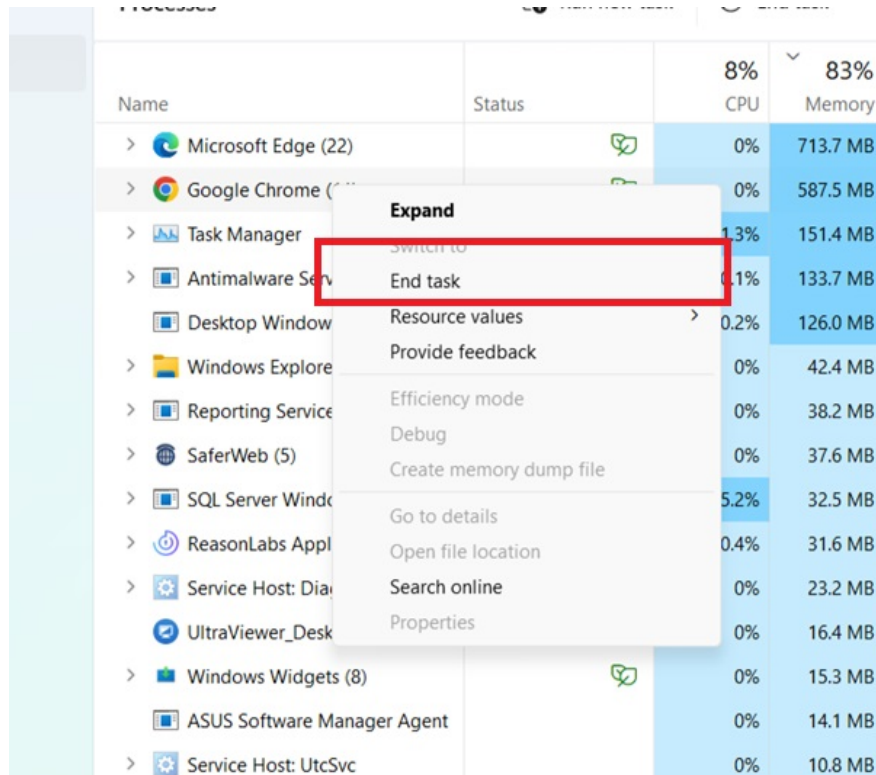 8% 83%
Name Status CPU Memory
Microsoft Edge (22) 0% 713.7 MB
Google Chrome ( 0% 587.5 MB
Task Manager 1.3% 151.4 MB
Antimalware Serv .1% 133.7 MB
Desktop Window 0.2% 126.0 MB
Windows Explore 0% 42.4 MB
Reporting Service 0% 38.2 MB
SaferWeb (5) 0% 37.6 MB
SQL Server Windo 5.2% 32.5 MB
ReasonLabs Appl 0.4% 31.6 MB
Service Host: Diag 0% 23.2 MB
UltraViewer_Desk 0% 16.4 MB
Windows Widgets (8) 0% 15.3 MB
ASUS Software Manager Agent 0% 14.1 MB
Service Host: UtcSvc 0% 10.8 MB
Expand
Switch to
End task
Resource values
Provide feedback
Efficiency mode
Debug
Create memory dump file
Go to details
Open file location
Search online
Properties